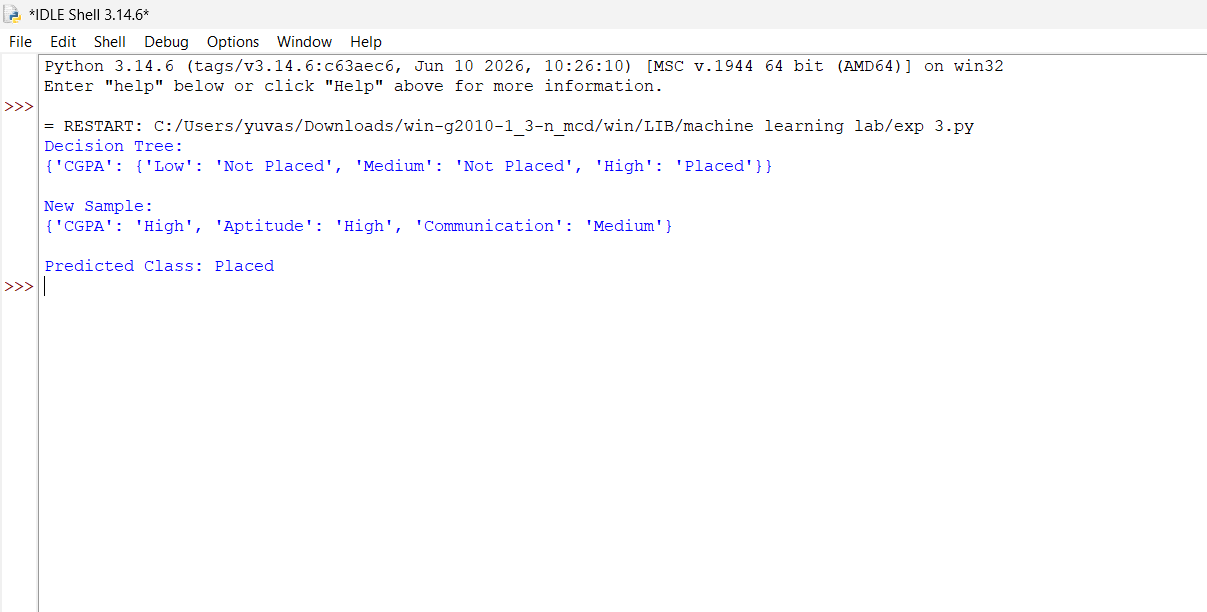 *IDLE Shell 3.14.6*
File Edit Shell Debug Options Window Help
Python 3.14.6 (tags/v3.14.6:c63aec6, Jun 10 2026, 10:26:10) [MSC v.1944 64 bit (AMD64)] on win32
Enter "help" below or click "Help" above for more information.
>>>
= RESTART: C:/Users/yuvas/Downloads/win-g2010-1_3-n_mcd/win/LIB/machine learning lab/exp 3.py
Decision Tree:
{'CGPA': {'Low': 'Not Placed', 'Medium': 'Not Placed', 'High': 'Placed'}}
New Sample:
{'CGPA': 'High', 'Aptitude': 'High', 'Communication': 'Medium'}
Predicted Class: Placed
>>>